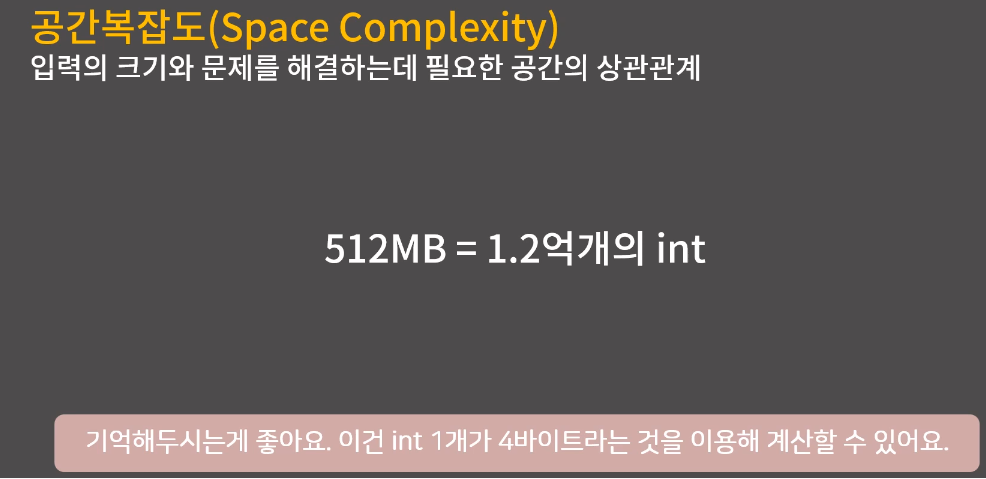 공간복잡도(Space Complexity)
입력의 크기와 문제를 해결하는데 필요한 공간의 상관관계
512MB = 1.2억개의 int
기억해두시는게 좋아요. 이건 int 1개가 4바이트라는 것을 이용해 계산할 수 있어요.